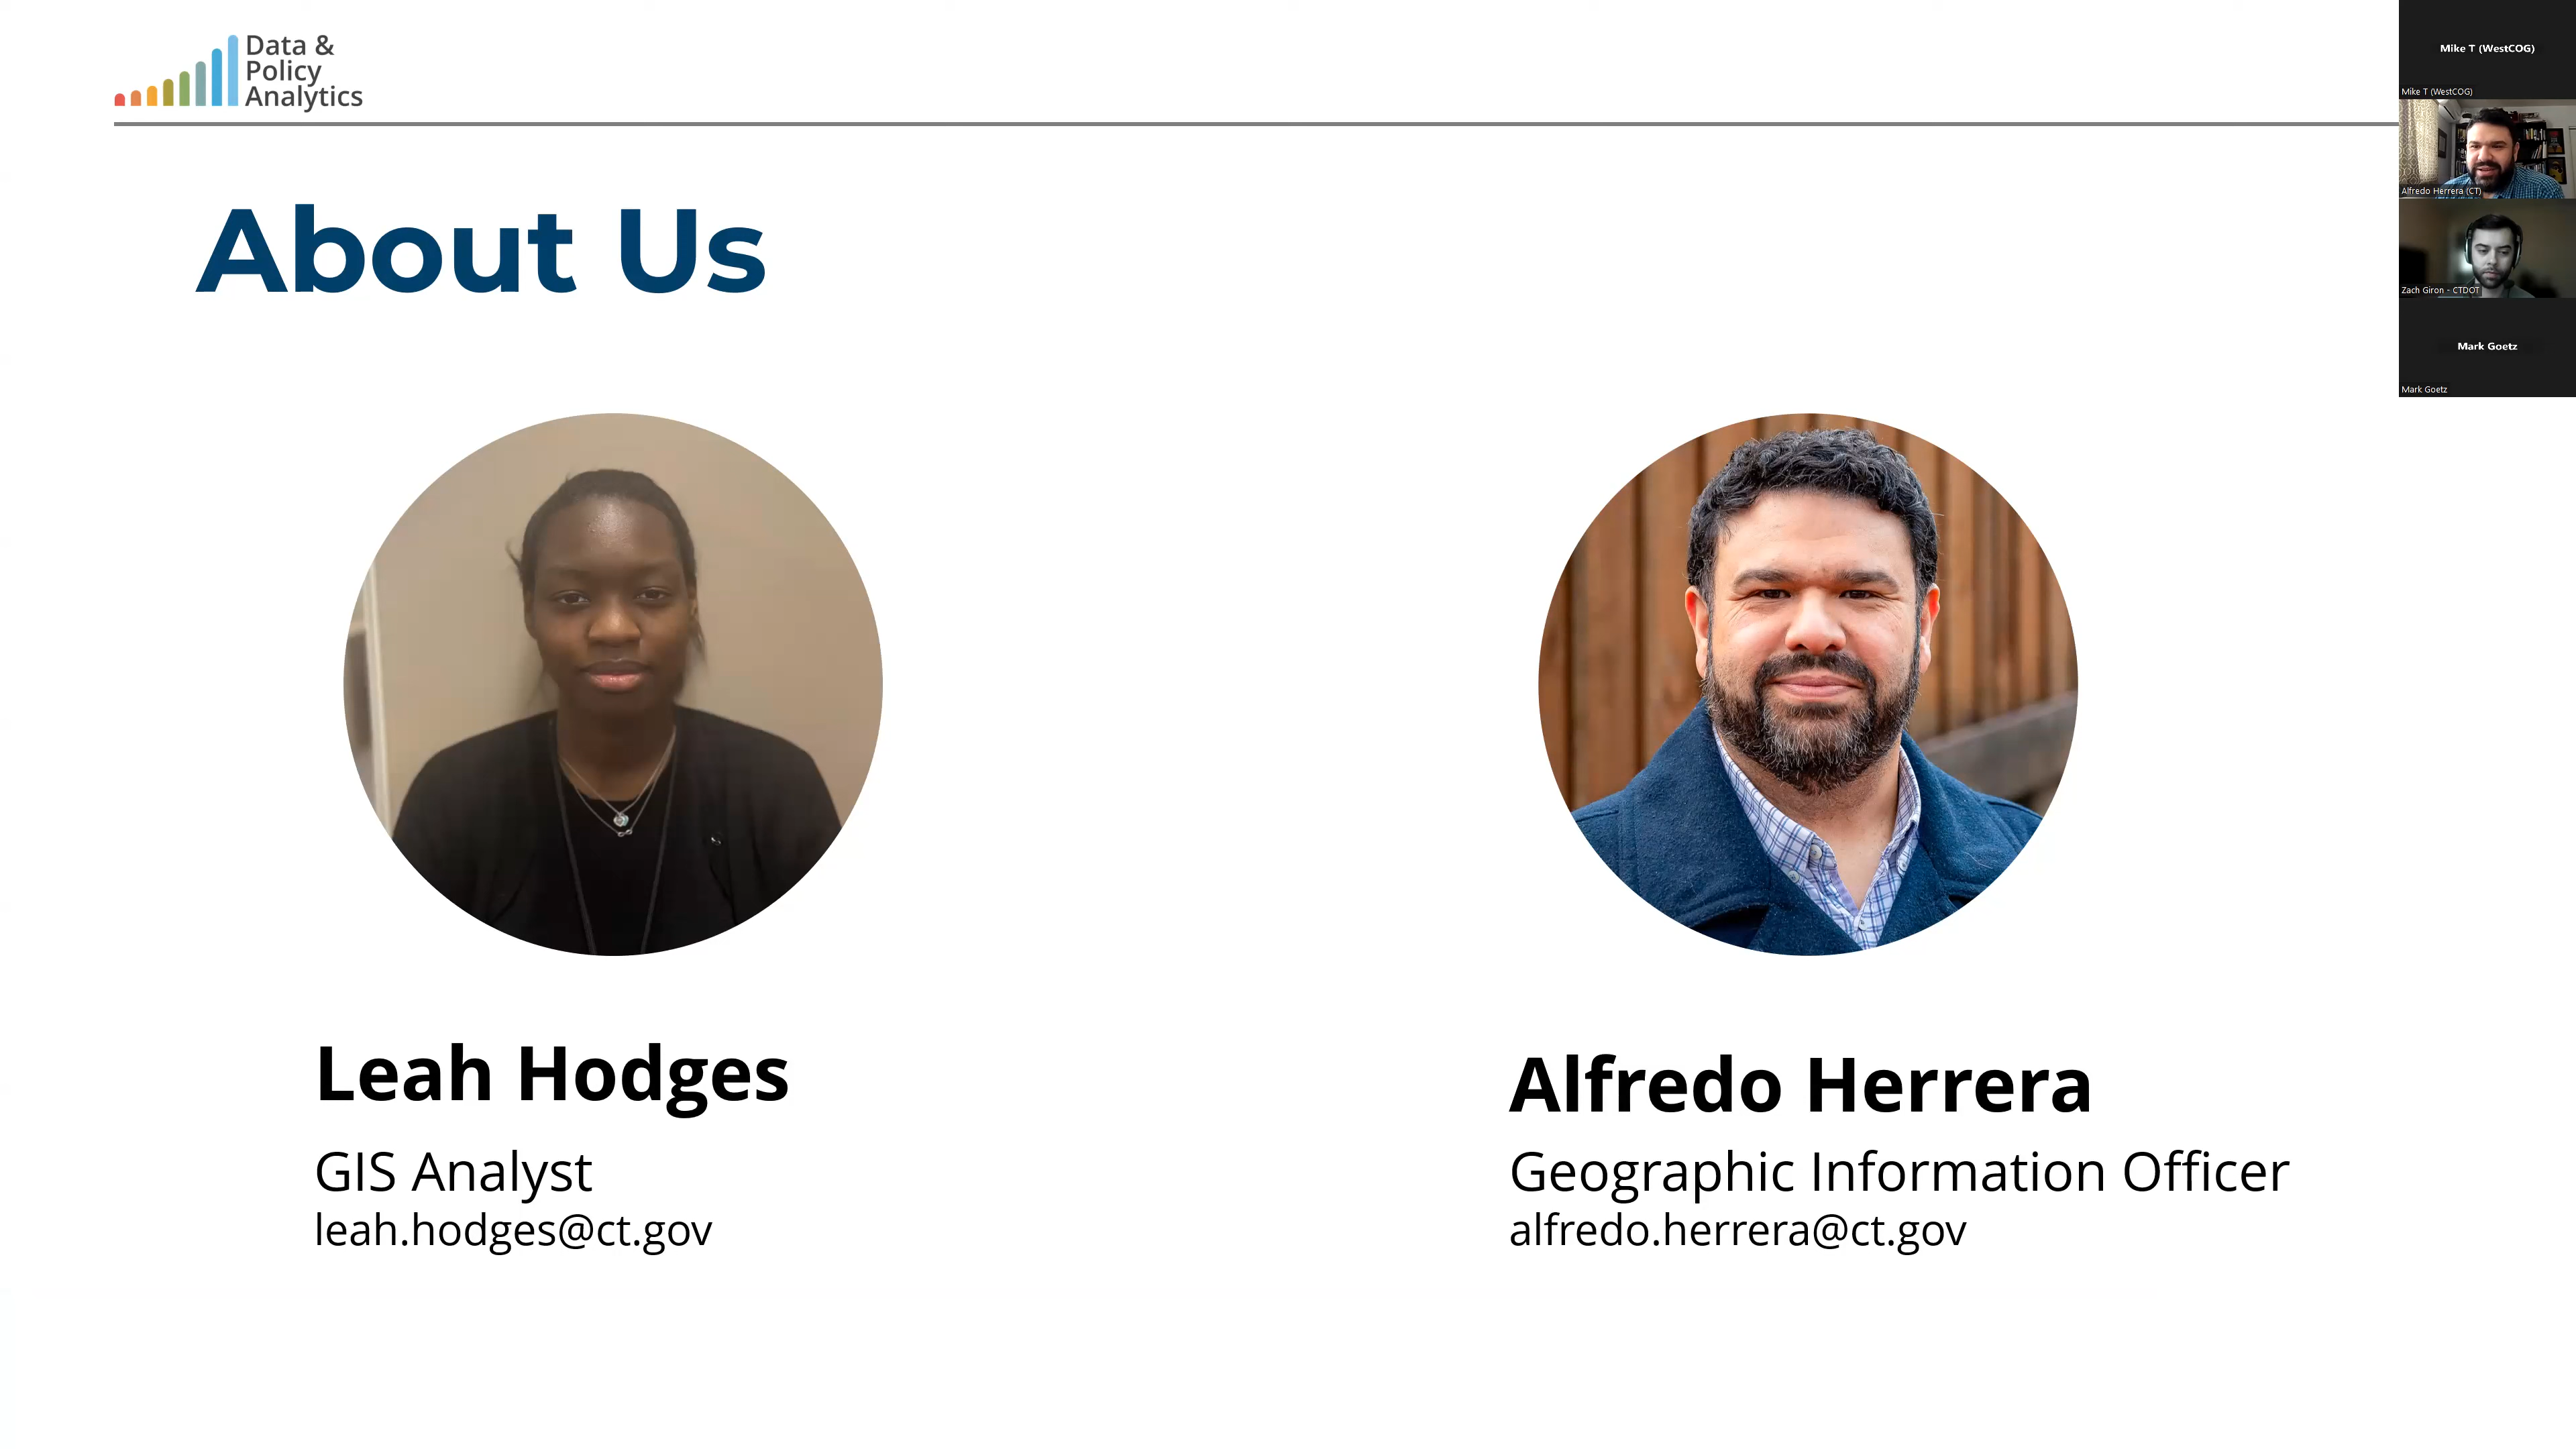 Data &
Policy
Analytics
About Us
Leah Hodges
GIS Analyst
leah.hodges@ct.gov
Alfredo Herrera
Geographic Information Officer
alfredo.herrera@ct.gov
Mike T (WestCOG)
Mike T (WestCOG)
Alfredo Herrera (CT)
Zach Giron - CTDOT
Mark Goetz
Mark Goetz